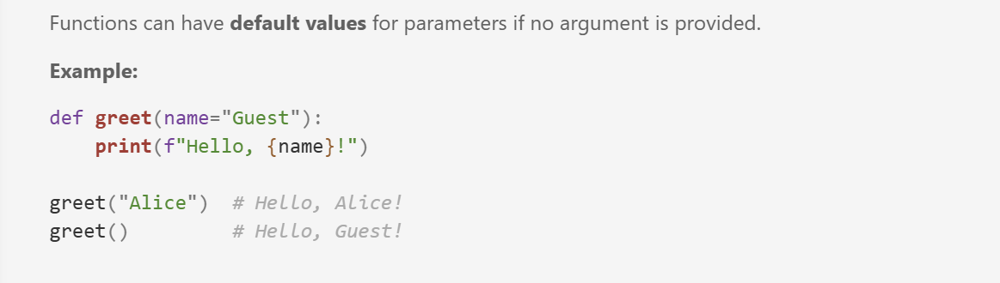 Functions can have default values for parameters if no argument is provided.
Example:
def greet(name="Guest"):
    print(f"Hello, {name}!")
greet("Alice")  # Hello, Alice!
greet()         # Hello, Guest!